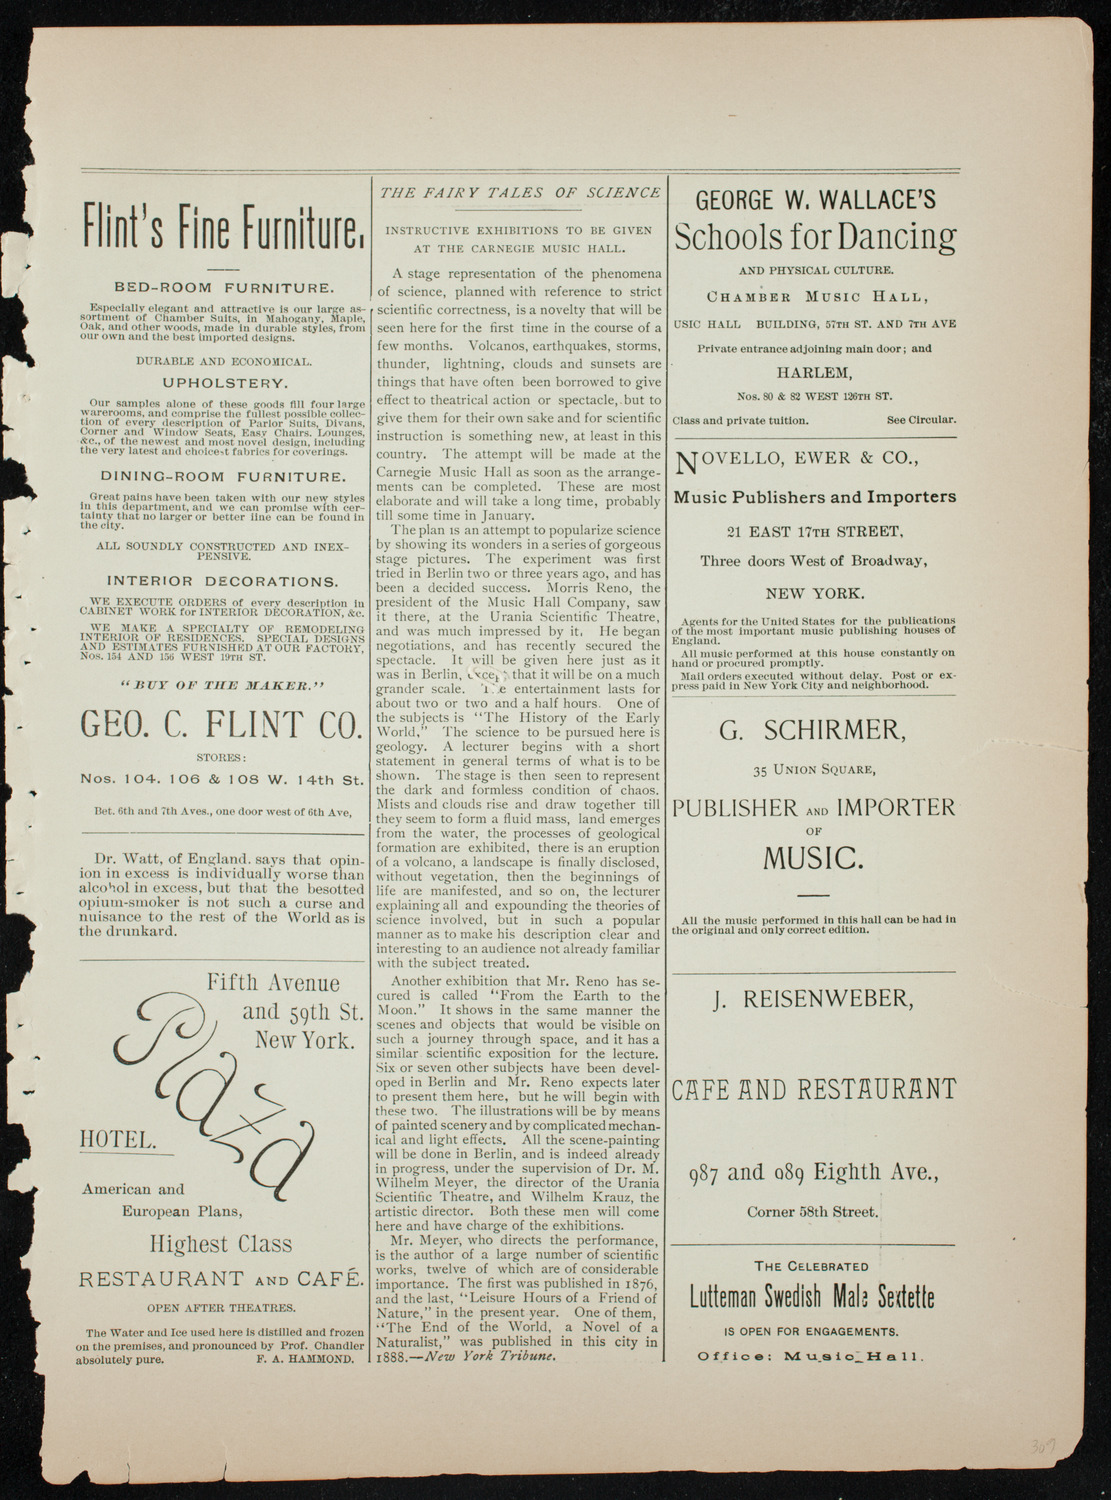 Flint's Fine Furniture.
BED-ROOM FURNITURE.
Especially elegant and attractive is our large as-
sortment of Chamber Suits, in Mahogany, Maple,
Oak, and other woods, made in durable styles, from
our own and the best imported designs.
DURABLE AND ECONOMICAL.
UPHOLSTERY.
Our samples alone of these goods fill four large
warerooms, and comprise the fullest possible collec-
tion of every description of Parlor Suits, Divans,
Corner and Window Seats, Easy Chairs. Lounges,
&c., of the newest and most novel design, including
the very latest and choicest fabrics for coverings.
DINING-ROOM FURNITURE.
Great pains have been taken with our new styles
in this department, and we can promise with cer-
tainty that no larger or better line can be found in
the city.
ALL SOUNDLY CONSTRUCTED AND INEX-
PENSIVE.
INTERIOR DECORATIONS.
WE EXECUTE ORDERS of every description in
CABINET WORK for INTERIOR DECORATION, &c.
WE MAKE A SPECIALTY OF REMODELING
INTERIOR OF RESIDENCES. SPECIAL DESIGNS
AND ESTIMATES FURNISHED AT OUR FACTORY,
Nos. 154 AND 156 WEST 19TH ST.
"BUY OF THE MAKER."
GEO. C. FLINT CO.
STORES:
Nos. 104. 106 & 108 W. 14th St.
Bet. 6th and 7th Aves., one door west of 6th Ave,
Dr. Watt, of England. says that opin-
ion in excess is individually worse than
alcohol in excess, but that the besotted
opium-smoker is not such a curse and
nuisance to the rest of the World as is
the drunkard.
Fifth Avenue
and 59th St.
New York.
Plaza
HOTEL.
American and
European Plans,
Highest Class
RESTAURANT AND CAFÉ.
OPEN AFTER THEATRES.
The Water and Ice used here is distilled and frozen
on the premises, and pronounced by Prof. Chandler
absolutely pure. F. A. HAMMOND.
THE FAIRY TALES OF SCIENCE
INSTRUCTIVE EXHIBITIONS TO BE GIVEN
AT THE CARNEGIE MUSIC HALL.
A stage representation of the phenomena
of science, planned with reference to strict
scientific correctness, is a novelty that will be
seen here for the first time in the course of a
few months. Volcanos, earthquakes, storms,
thunder, lightning, clouds and sunsets are
things that have often been borrowed to give
effect to theatrical action or spectacle, but to
give them for their own sake and for scientific
instruction is something new, at least in this
country. The attempt will be made at the
Carnegie Music Hall as soon as the arrange-
ments can be completed. These are most
elaborate and will take a long time, probably
till some time in January.
The plan is an attempt to popularize science
by showing its wonders in a series of gorgeous
stage pictures. The experiment was first
tried in Berlin two or three years ago, and has
been a decided success. Morris Reno, the
president of the Music Hall Company, saw
it there, at the Urania Scientific Theatre,
and was much impressed by it. He began
negotiations, and has recently secured the
spectacle. It will be given here just as it
was in Berlin, except that it will be on a much
grander scale. The entertainment lasts for
about two or two and a half hours. One of
the subjects is "The History of the Early
World," The science to be pursued here is
geology. A lecturer begins with a short
statement in general terms of what is to be
shown. The stage is then seen to represent
the dark and formless condition of chaos.
Mists and clouds rise and draw together till
they seem to form a fluid mass, land emerges
from the water, the processes of geological
formation are exhibited, there is an eruption
of a volcano, a landscape is finally disclosed,
without vegetation, then the beginnings of
life are manifested, and so on, the lecturer
explaining all and expounding the theories of
science involved, but in such a popular
manner as to make his description clear and
interesting to an audience not already familiar
with the subject treated.
Another exhibition that Mr. Reno has se-
cured is called "From the Earth to the
Moon." It shows in the same manner the
scenes and objects that would be visible on
such a journey through space, and it has a
similar scientific exposition for the lecture.
Six or seven other subjects have been devel-
oped in Berlin and Mr. Reno expects later
to present them here, but he will begin with
these two. The illustrations will be by means
of painted scenery and by complicated mechan-
ical and light effects. All the scene-painting
will be done in Berlin, and is indeed already
in progress, under the supervision of Dr. M.
Wilhelm Meyer, the director of the Urania
Scientific Theatre, and Wilhelm Krauz, the
artistic director. Both these men will come
here and have charge of the exhibitions.
Mr. Meyer, who directs the performance,
is the author of a large number of scientific
works, twelve of which are of considerable
importance. The first was published in 1876,
and the last, "Leisure Hours of a Friend of
Nature," in the present year. One of them,
"The End of the World, a Novel of a
Naturalist," was published in this city in
1888.—New York Tribune.
GEORGE W. WALLACE'S
Schools for Dancing
AND PHYSICAL CULTURE.
CHAMBER MUSIC HALL,
USIC HALL BUILDING, 57TH ST. AND 7TH AVE
Private entrance adjoining main door; and
HARLEM,
Nos. 80 & 82 WEST 126TH ST.
Class and private tuition. See Circular.
NOVELLO, EWER & CO.,
Music Publishers and Importers
21 EAST 17TH STREET,
Three doors West of Broadway,
NEW YORK.
Agents for the United States for the publications
of the most important music publishing houses of
England.
All music performed at this house constantly on
hand or procured promptly.
Mail orders executed without delay. Post or ex-
press paid in New York City and neighborhood.
G. SCHIRMER,
35 UNION SQUARE,
PUBLISHER AND IMPORTER
OF
MUSIC.
All the music performed in this hall can be had in
the original and only correct edition.
J. REISENWEBER,
CAFE AND RESTAURANT
987 and 989 Eighth Ave.,
Corner 58th Street.
THE CELEBRATED
Lutteman Swedish Male Sextette
IS OPEN FOR ENGAGEMENTS.
Office: Music Hall.
309